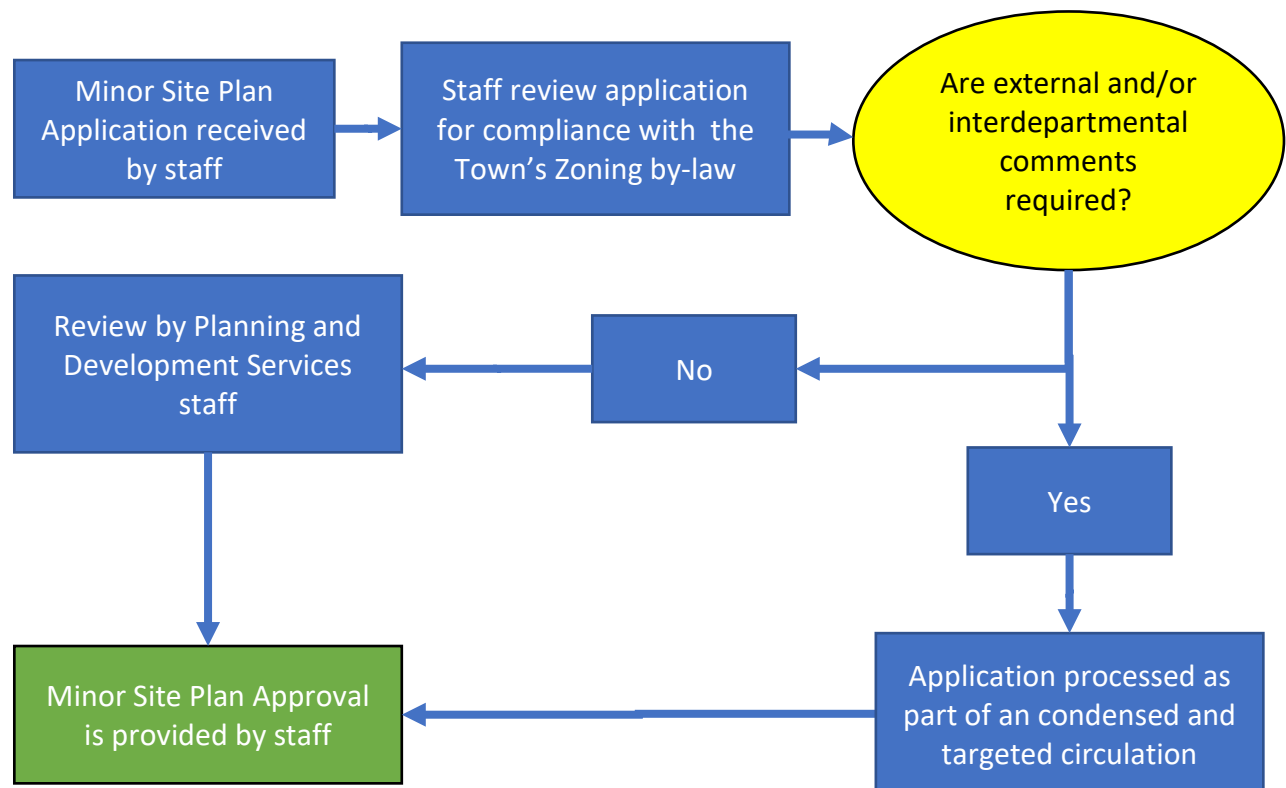 Minor Site Plan
Application received
by staff
Staff review application
for compliance with the
Town’s Zoning by-law
Are external and/or
interdepartmental
comments
required?
Review by Planning and
Development Services
staff
No
Yes
Minor Site Plan Approval
is provided by staff
Application processed as
part of an condensed and
targeted circulation